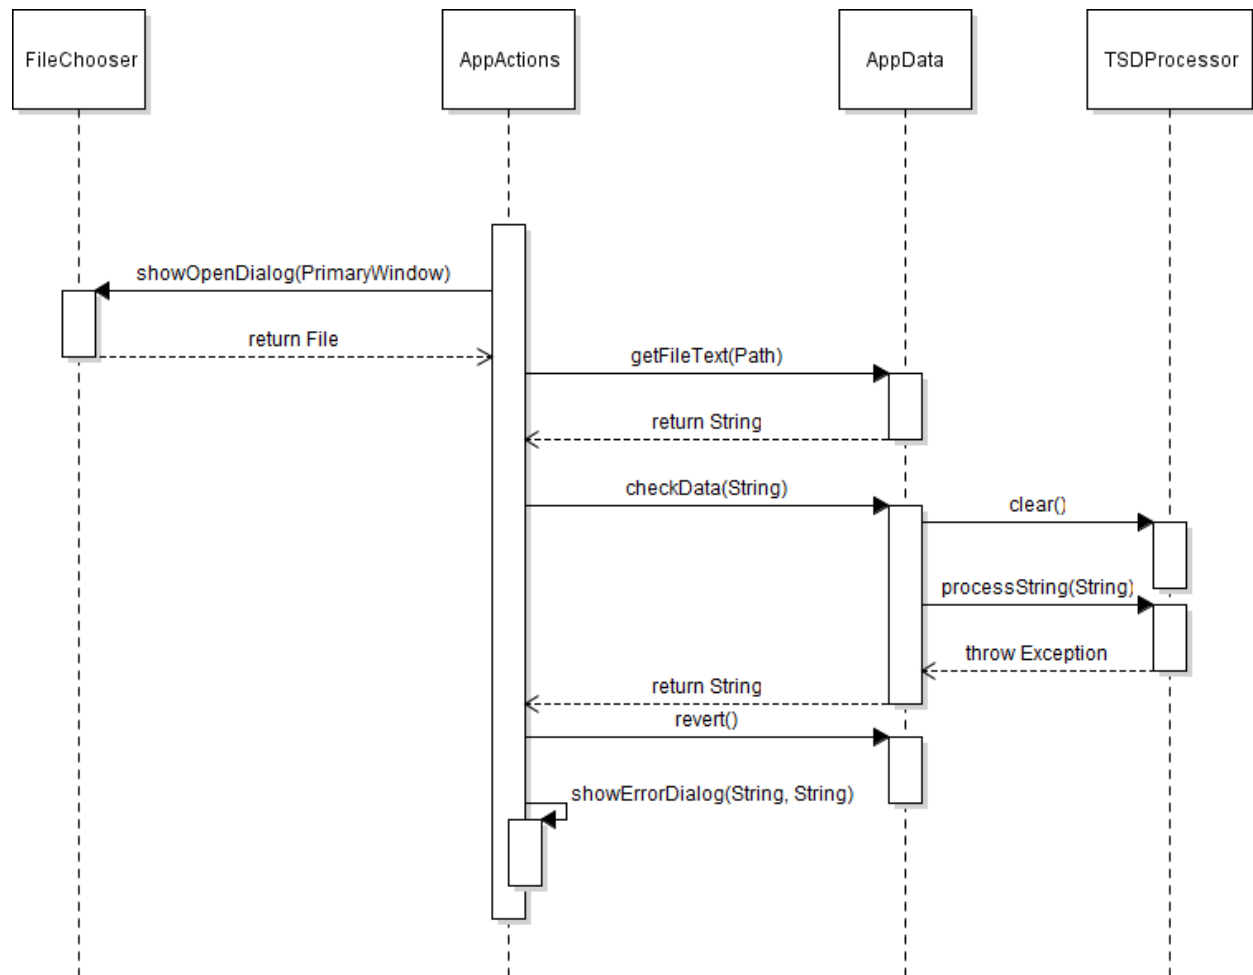 FileChooser
AppActions
AppData
TSDProcessor
showOpenDialog(PrimaryWindow)
return File
getFileText(Path)
return String
checkData(String)
clear()
processString(String)
throw Exception
return String
revert()
showErrorDialog(String, String)